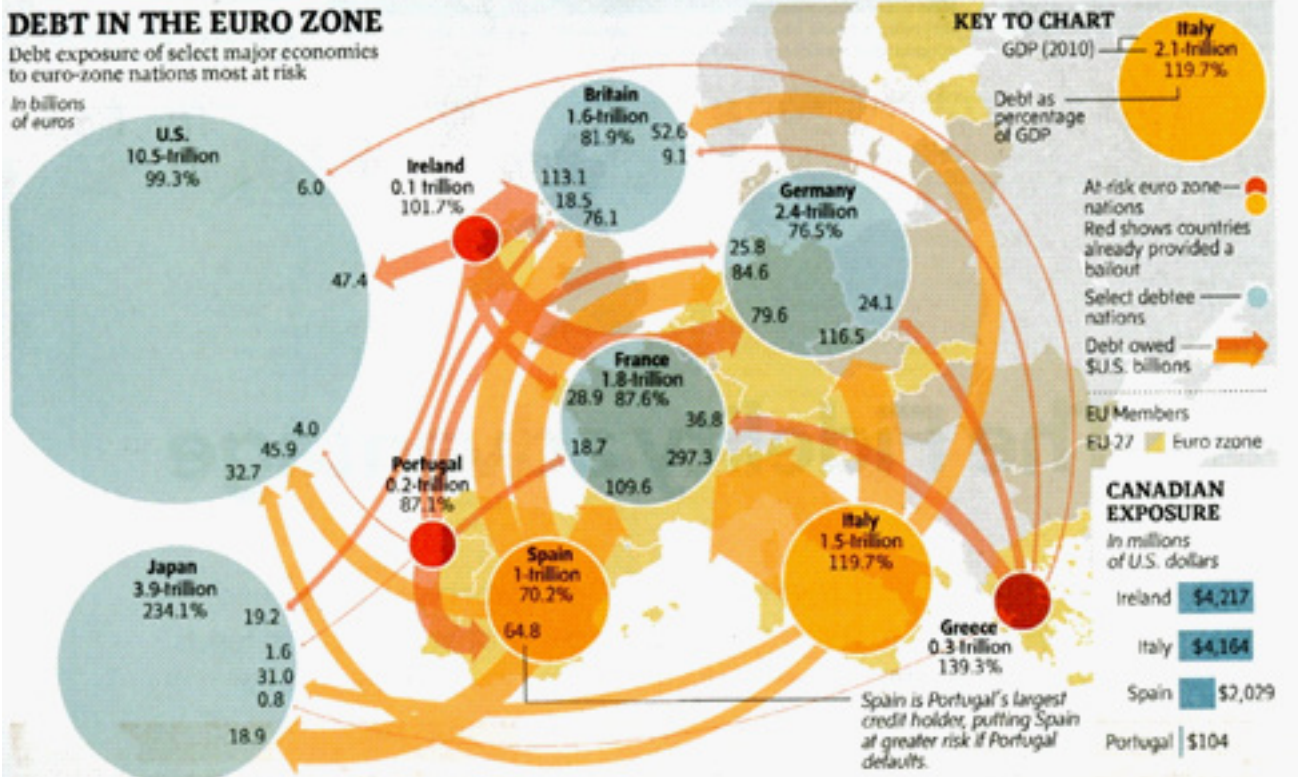 DEBT IN THE EURO ZONE
Debt exposure of select major economies
to euro-zone nations most at risk
In billions
of euros
U.S.
10.5-trillion
99.3%
6.0
47.4
4.0
45.9
32.7
Ireland
0.1 trillion
101.7%
Britain
1.6-trillion
81.9%
52.6
9.1
113.1
18.5
76.1
Germany
2.4-trillion
76.5%
25.8
84.6
79.6
24.1
116.5
France
1.8-trillion
28.9 87.6%
36.8
18.7
297.3
109.6
Portugal
0.2-trillion
87.1%
Japan
3.9-trillion
234.1%
19.2
1.6
31.0
0.8
18.9
Spain
1-trillion
70.2%
64.8
Italy
1.5-trillion
119.7%
Greece
0.3-trillion
139.3%
Spain is Portugal's largest
credit holder, putting Spain
at greater risk if Portugal
defaults.
KEY TO CHART
GDP (2010)
Italy
2.1-trillion
119.7%
Debt as
percentage
of GDP
At-risk euro zone
nations
Red shows countries
already provided a
bailout
Select debtee
nations
Debt owed
$U.S. billions
EU Members
EU-27 Euro zzone
CANADIAN
EXPOSURE
In millions
of U.S. dollars
Ireland $4,217
Italy $4,164
Spain $2,029
Portugal $104